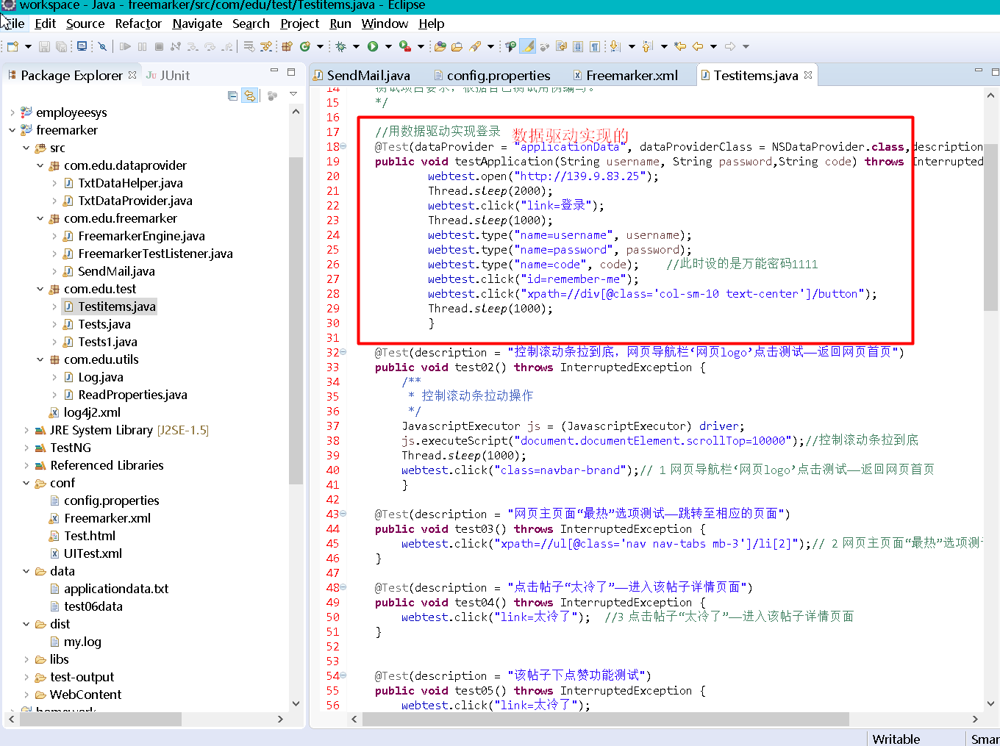 workspace - Java - freemarker/src/com/edu/test/Testitems.java - Eclipse
File Edit Source Refactor Navigate Search Project Run Window Help
Package Explorer JUnit
employeesys
freemarker
src
com.edu.dataprovider
TxtDataHelper.java
TxtDataProvider.java
com.edu.freemarker
FreemarkerEngine.java
FreemarkerTestListener.java
SendMail.java
com.edu.test
Testitems.java
Tests.java
Tests1.java
com.edu.utils
Log.java
ReadProperties.java
log4j2.xml
JRE System Library [J2SE-1.5]
TestNG
Referenced Libraries
conf
config.properties
Freemarker.xml
Test.html
UITest.xml
data
applicationdata.txt
test06data
dist
my.log
libs
test-output
WebContent
homework
SendMail.java config.properties Freemarker.xml Testitems.java
14 测试项目要求，根据自己测试用例编写。
15 */
16
17 //用数据驱动实现登录 数据驱动实现的
18 @Test(dataProvider = "applicationData", dataProviderClass = NSDataProvider.class,description
19 public void testApplication(String username, String password,String code) throws Interrupted
20 webtest.open("http://139.9.83.25");
21 Thread.sleep(2000);
22 webtest.click("link=登录");
23 Thread.sleep(1000);
24 webtest.type("name=username", username);
25 webtest.type("name=password", password);
26 webtest.type("name=code", code); //此时设的是万能密码1111
27 webtest.click("id=remember-me");
28 webtest.click("xpath=//div[@class='col-sm-10 text-center']/button");
29 Thread.sleep(1000);
30 }
31
32 @Test(description = "控制滚动条拉到底，网页导航栏‘网页logo’点击测试——返回网页首页")
33 public void test02() throws InterruptedException {
34 /**
35 * 控制滚动条拉动操作
36 */
37 JavascriptExecutor js = (JavascriptExecutor) driver;
38 js.executeScript("document.documentElement.scrollTop=10000");//控制滚动条拉到底
39 Thread.sleep(1000);
40 webtest.click("class=navbar-brand");// 1 网页导航栏‘网页logo’点击测试——返回网页首页
41 }
42
43 @Test(description = "网页主页面“最热”选项测试——跳转至相应的页面")
44 public void test03() throws InterruptedException {
45 webtest.click("xpath=//ul[@class='nav nav-tabs mb-3']/li[2]");// 2 网页主页面“最热”选项测
46 }
47
48 @Test(description = "点击帖子“太冷了”——进入该帖子详情页面")
49 public void test04() throws InterruptedException {
50 webtest.click("link=太冷了"); //3 点击帖子“太冷了”——进入该帖子详情页面
51 }
52
53
54 @Test(description = "该帖子下点赞功能测试")
55 public void test05() throws InterruptedException {
56 webtest.click("link=太冷了");
Writable Smar